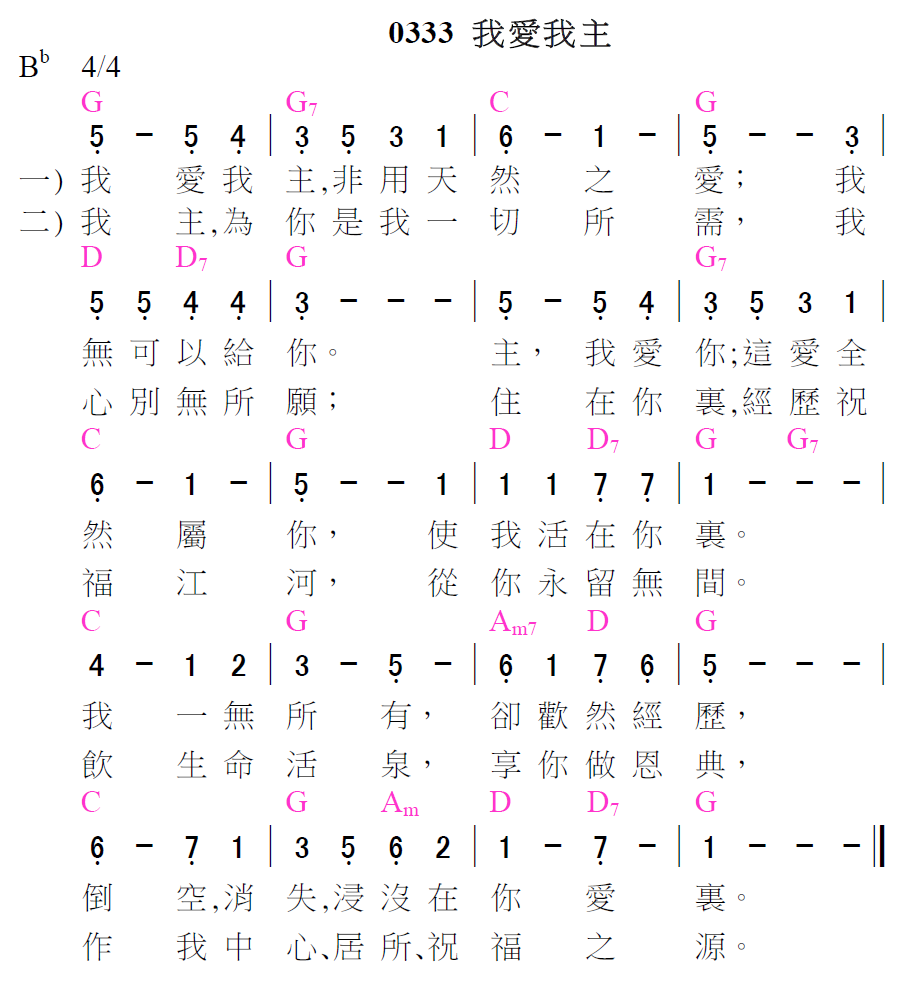 0333 我愛我主
B♭ 4/4
G G7 C G
5̣ – 5̣ 4̣ | 3̣ 5̣ 3 1 | 6̣ – 1 – | 5̣ – – 3̣ |
一) 我 愛 我 主,非 用 天 然 之 愛； 我
二) 我 主,為 你 是 我 一 切 所 需， 我
D D7 G G7
5̣ 5̣ 4̣ 4̣ | 3̣ – – – | 5̣ – 5̣ 4̣ | 3̣ 5̣ 3 1 |
無 可 以 給 你。 主， 我 愛 你;這 愛 全
心 別 無 所 願； 住 在 你 裏,經 歷 祝
C G D D7 G G7
6̣ – 1 – | 5̣ – – 1 | 1 1 7̣ 7̣ | 1 – – – |
然 屬 你， 使 我 活 在 你 裏。
福 江 河， 從 你 永 留 無 間。
C G Am7 D G
4 – 1 2 | 3 – 5̣ – | 6̣ 1 7̣ 6̣ | 5̣ – – – |
我 一 無 所 有， 卻 歡 然 經 歷，
飲 生 命 活 泉， 享 你 做 恩 典，
C G Am D D7 G
6̣ – 7̣ 1 | 3 5̣ 6̣ 2 | 1 – 7̣ – | 1 – – – ‖
倒 空,消 失,浸 沒 在 你 愛 裏。
作 我 中 心、居 所、祝 福 之 源。